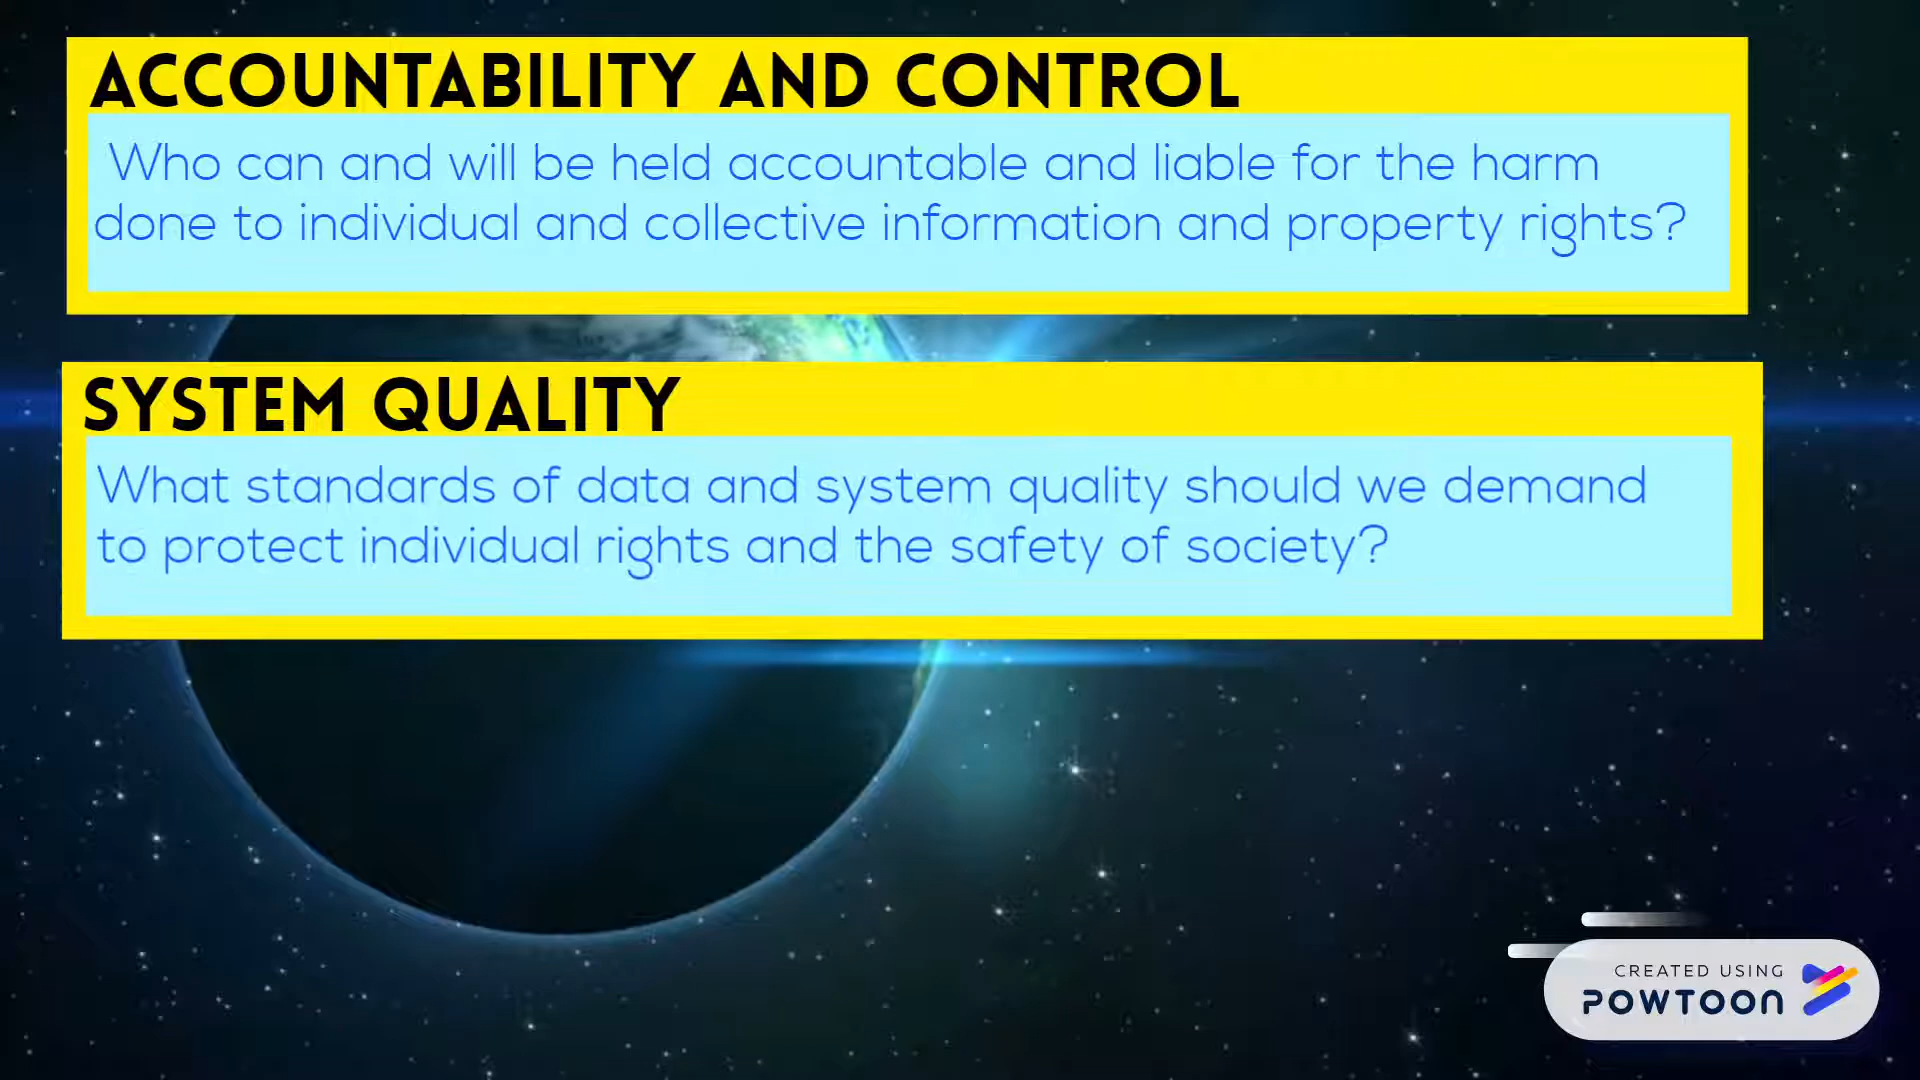 ACCOUNTABILITY AND CONTROL
Who can and will be held accountable and liable for the harm
done to individual and collective information and property rights?
SYSTEM QUALITY
What standards of data and system quality should we demand
to protect individual rights and the safety of society?
CREATED USING
POWTOON